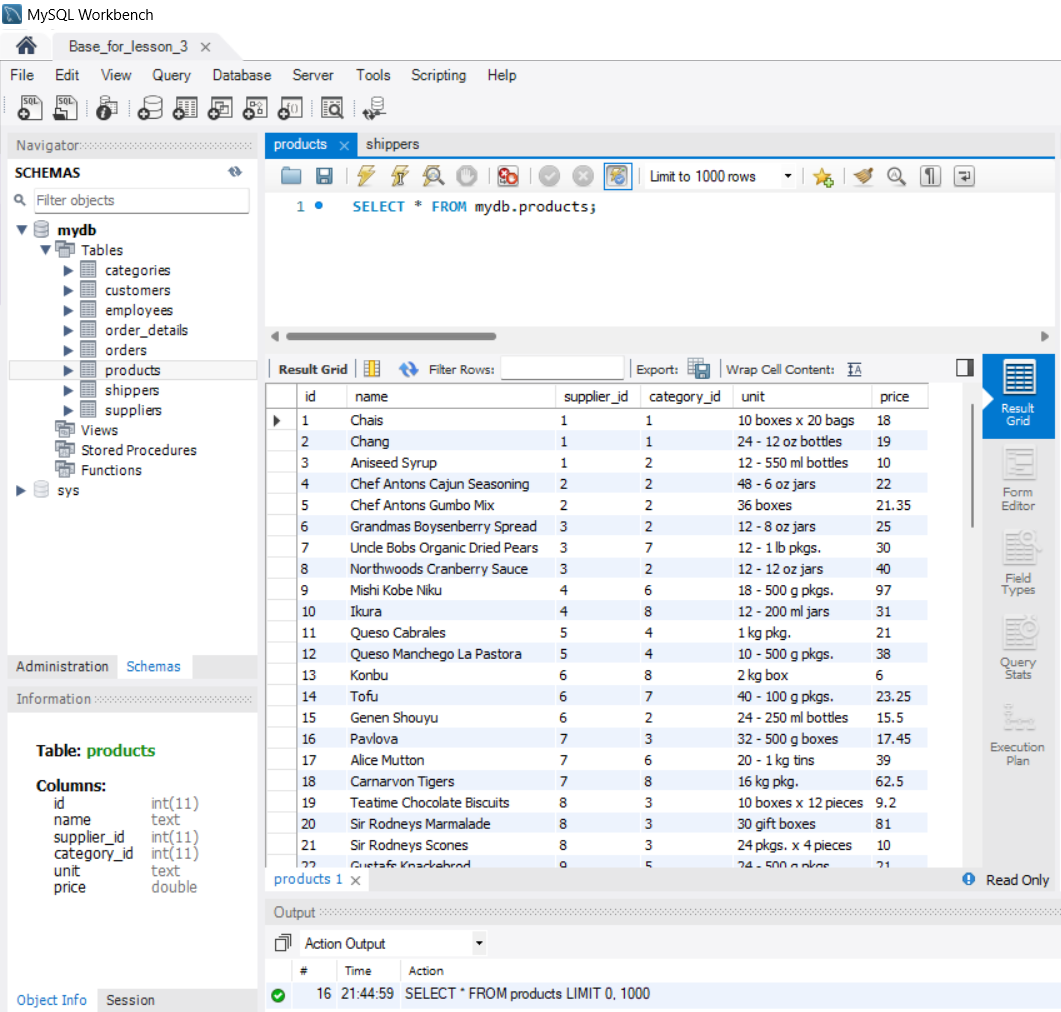 MySQL Workbench
Base_for_lesson_3
File Edit View Query Database Server Tools Scripting Help
Navigator
SCHEMAS
Filter objects
mydb
Tables
categories
customers
employees
order_details
orders
products
shippers
suppliers
Views
Stored Procedures
Functions
sys
Administration Schemas
Information
Table: products
Columns:
id int(11)
name text
supplier_id int(11)
category_id int(11)
unit text
price double
Object Info Session
products shippers
Limit to 1000 rows
1 SELECT * FROM mydb.products;
Result Grid Filter Rows: Export: Wrap Cell Content:
id name supplier_id category_id unit price
1 Chais 1 1 10 boxes x 20 bags 18
2 Chang 1 1 24 - 12 oz bottles 19
3 Aniseed Syrup 1 2 12 - 550 ml bottles 10
4 Chef Antons Cajun Seasoning 2 2 48 - 6 oz jars 22
5 Chef Antons Gumbo Mix 2 2 36 boxes 21.35
6 Grandmas Boysenberry Spread 3 2 12 - 8 oz jars 25
7 Uncle Bobs Organic Dried Pears 3 7 12 - 1 lb pkgs. 30
8 Northwoods Cranberry Sauce 3 2 12 - 12 oz jars 40
9 Mishi Kobe Niku 4 6 18 - 500 g pkgs. 97
10 Ikura 4 8 12 - 200 ml jars 31
11 Queso Cabrales 5 4 1 kg pkg. 21
12 Queso Manchego La Pastora 5 4 10 - 500 g pkgs. 38
13 Konbu 6 8 2 kg box 6
14 Tofu 6 7 40 - 100 g pkgs. 23.25
15 Genen Shouyu 6 2 24 - 250 ml bottles 15.5
16 Pavlova 7 3 32 - 500 g boxes 17.45
17 Alice Mutton 7 6 20 - 1 kg tins 39
18 Carnarvon Tigers 7 8 16 kg pkg. 62.5
19 Teatime Chocolate Biscuits 8 3 10 boxes x 12 pieces 9.2
20 Sir Rodneys Marmalade 8 3 30 gift boxes 81
21 Sir Rodneys Scones 8 3 24 pkgs. x 4 pieces 10
22 Gustafs Knackebrod 9 5 24 - 500 g pkgs. 21
Result
Grid
Form
Editor
Field
Types
Query
Stats
Execution
Plan
products 1
Read Only
Output
Action Output
# Time Action
16 21:44:59 SELECT * FROM products LIMIT 0, 1000